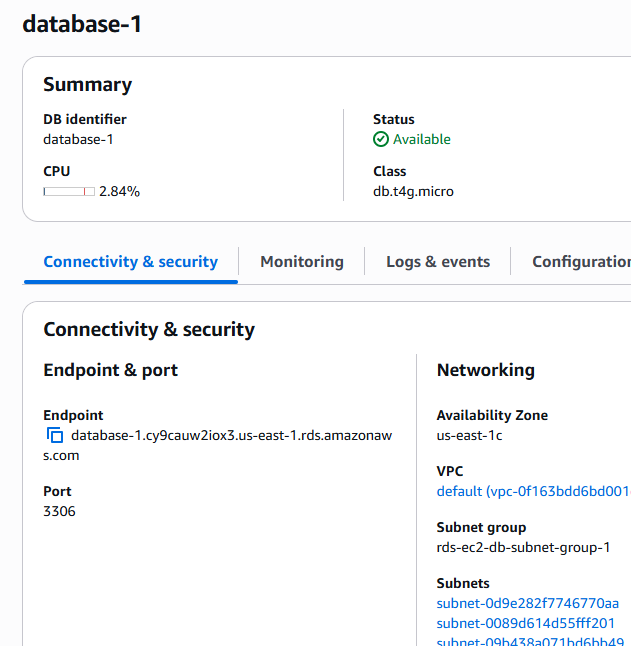 database-1
Summary
DB identifier
database-1
Status
Available
CPU
2.84%
Class
db.t4g.micro
Connectivity & security
Monitoring
Logs & events
Configuration
Connectivity & security
Endpoint & port
Endpoint
database-1.cy9cauw2iox3.us-east-1.rds.amazonaw
s.com
Port
3306
Networking
Availability Zone
us-east-1c
VPC
default (vpc-0f163bdd6bd001
Subnet group
rds-ec2-db-subnet-group-1
Subnets
subnet-0d9e282f7746770aa
subnet-0089d614d55fff201
subnet-09b438a071bd6bb49